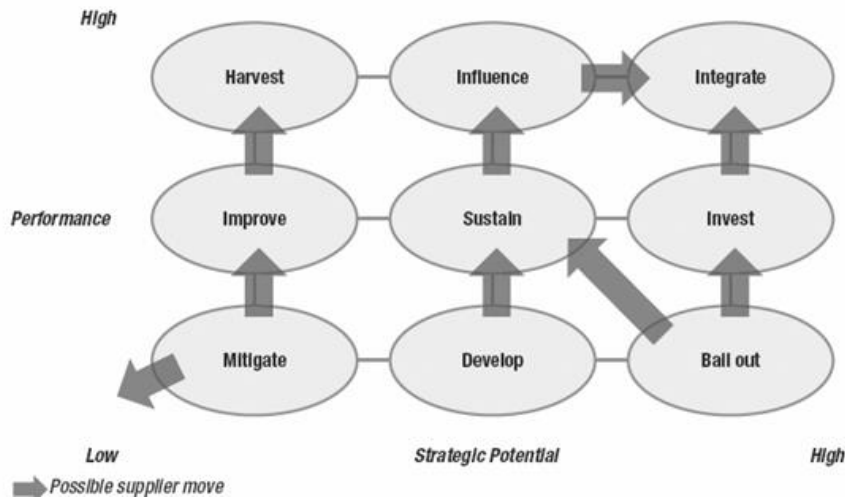 High
Harvest Influence Integrate
Performance Improve Sustain Invest
Mitigate Develop Bail out
Low Strategic Potential High
Possible supplier move